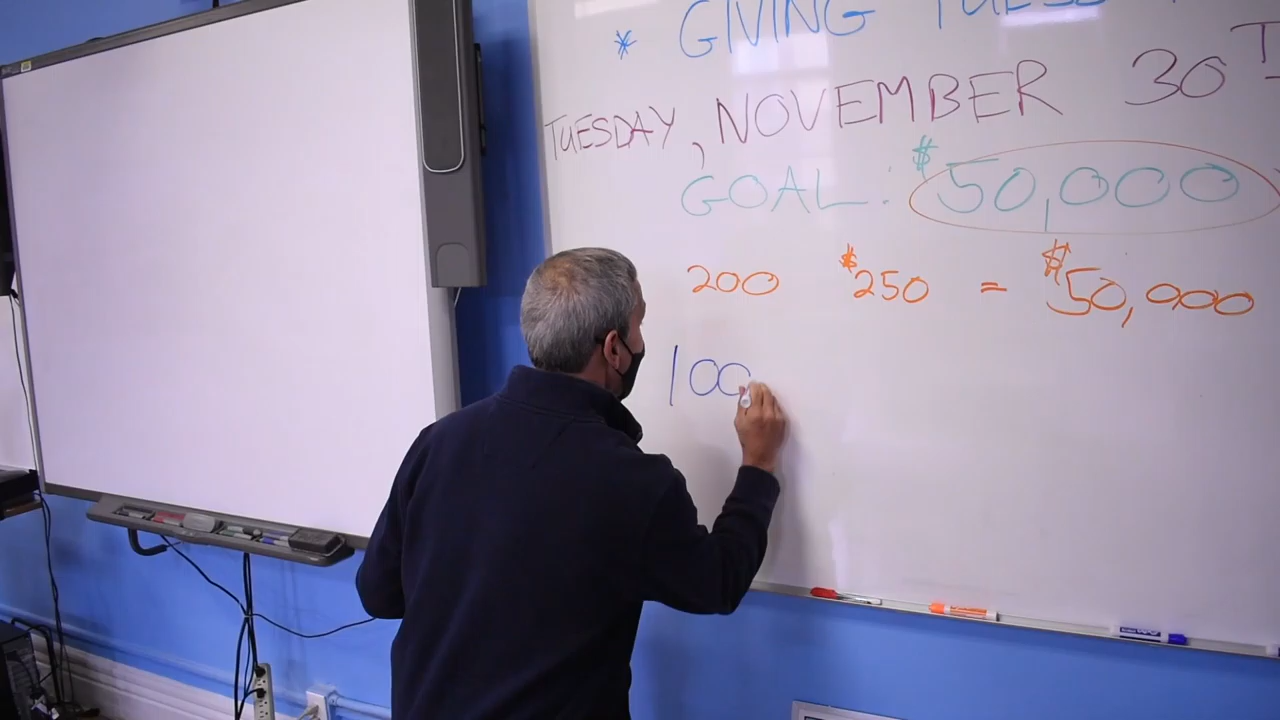 * GIVING TUES
TUESDAY, NOVEMBER 30
GOAL: $50,000
200 $250 = $50,000
100